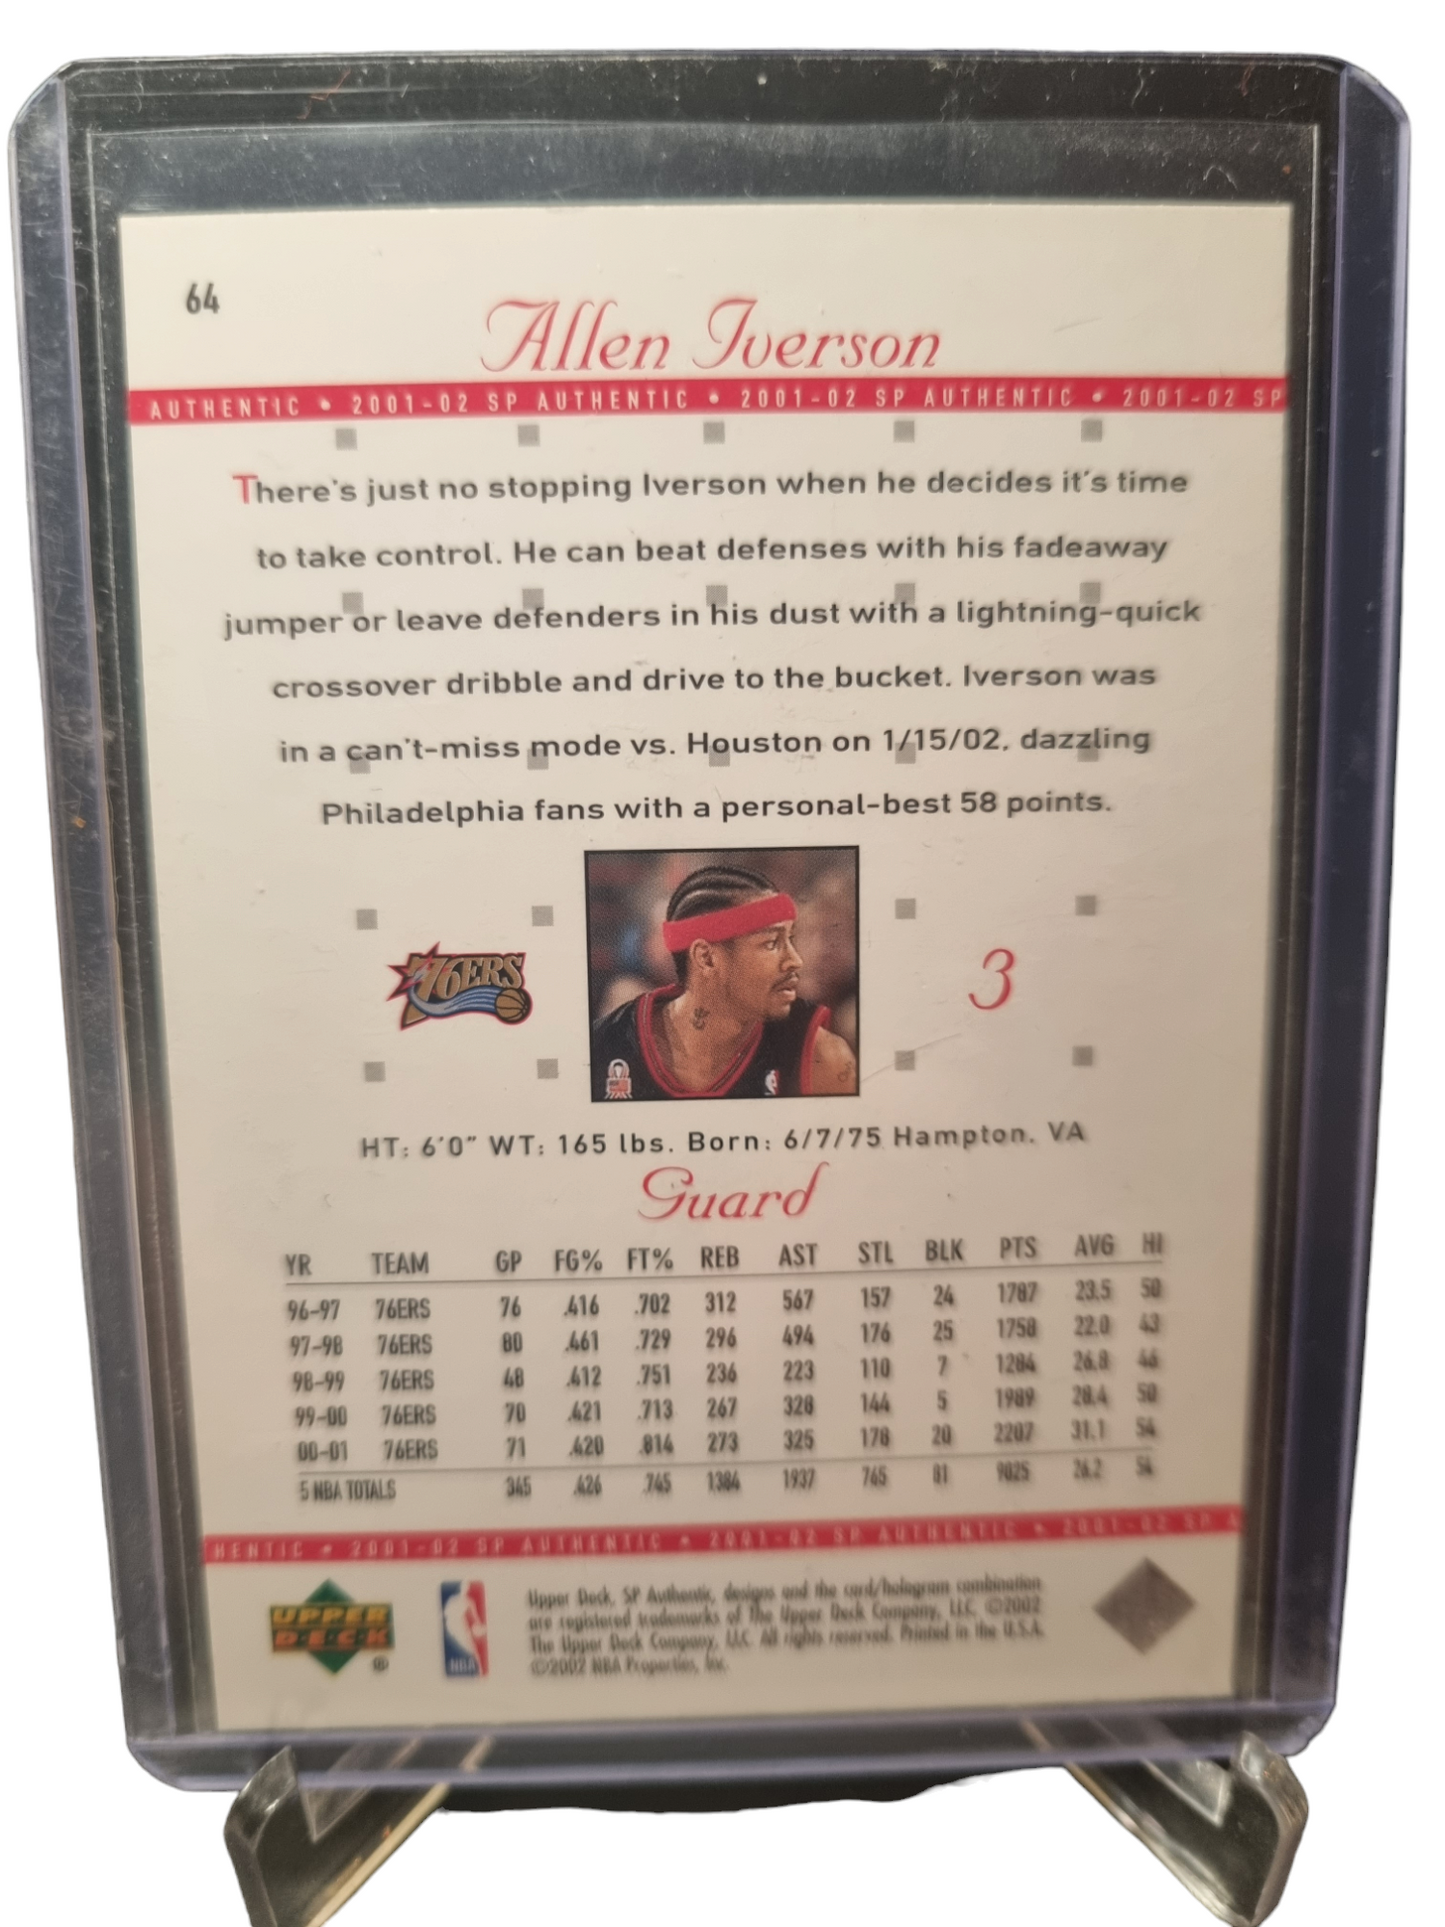 64
Allen Iverson
AUTHENTIC • 2001-02 SP AUTHENTIC • 2001-02 SP AUTHENTIC • 2001-02 SP
There's just no stopping Iverson when he decides it's time
to take control. He can beat defenses with his fadeaway
jumper or leave defenders in his dust with a lightning-quick
crossover dribble and drive to the bucket. Iverson was
in a can't-miss mode vs. Houston on 1/15/02, dazzling
Philadelphia fans with a personal-best 58 points.
76ERS
3
HT: 6'0" WT: 165 lbs. Born: 6/7/75 Hampton, VA
Guard
YR TEAM GP FG% FT% REB AST STL BLK PTS AVG HI
96-97 76ERS 76 .416 .702 312 567 157 24 1787 23.5 50
97-98 76ERS 80 .461 .729 296 494 176 25 1758 22.0 43
98-99 76ERS 48 .412 .751 236 223 110 7 1284 26.8 46
99-00 76ERS 70 .421 .713 267 328 144 5 1989 28.4 50
00-01 76ERS 71 .420 .814 273 325 178 20 2207 31.1 54
5 NBA TOTALS 345 .426 .745 1384 1937 765 81 9025 26.2 54
HENTIC • 2001-02 SP AUTHENTIC • 2001-02 SP AUTHENTIC • 2001-02 SP A
UPPER
DECK
®
NBA
Upper Deck, SP Authentic, designs and the card/hologram combination
are registered trademarks of The Upper Deck Company, LLC. ©2002
The Upper Deck Company, LLC. All rights reserved. Printed in the U.S.A.
©2002 NBA Properties, Inc.